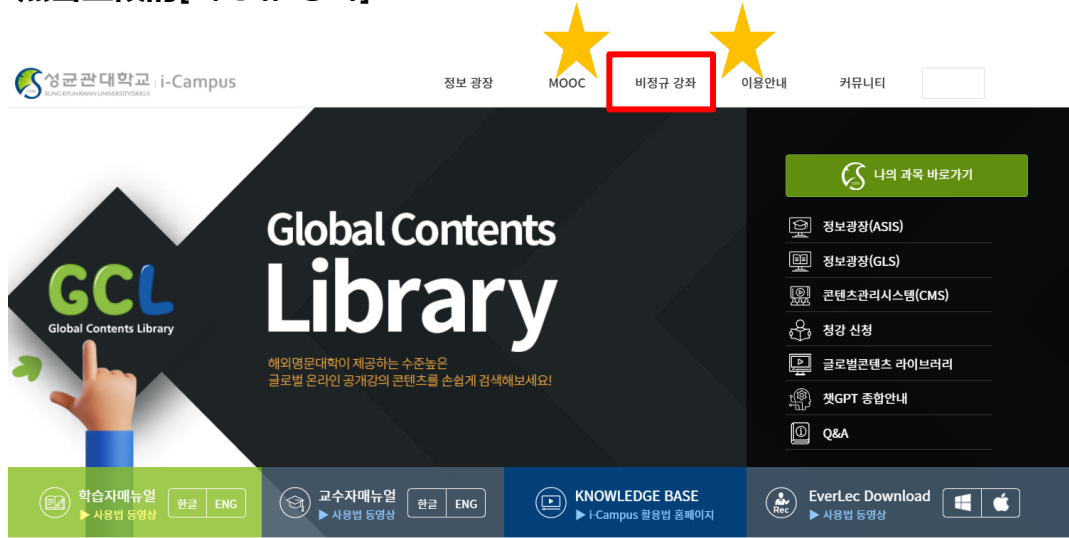 성균관대학교 i-Campus
SUNG KYUN KWAN UNIVERSITY(SKKU)
정보 광장
MOOC
비정규 강좌
이용안내
커뮤니티
GCL
Global Contents Library
Global Contents
Library
해외명문대학이 제공하는 수준높은
글로벌 온라인 공개강의 콘텐츠를 손쉽게 검색해보세요!
나의 과목 바로가기
정보광장(ASIS)
정보광장(GLS)
콘텐츠관리시스템(CMS)
청강 신청
글로벌콘텐츠 라이브러리
챗GPT 종합안내
Q&A
학습자매뉴얼
▶ 사용법 동영상
한글 ENG
교수자매뉴얼
▶ 사용법 동영상
한글 ENG
KNOWLEDGE BASE
▶ i-Campus 활용법 홈페이지
Rec
EverLec Download
▶ 사용법 동영상